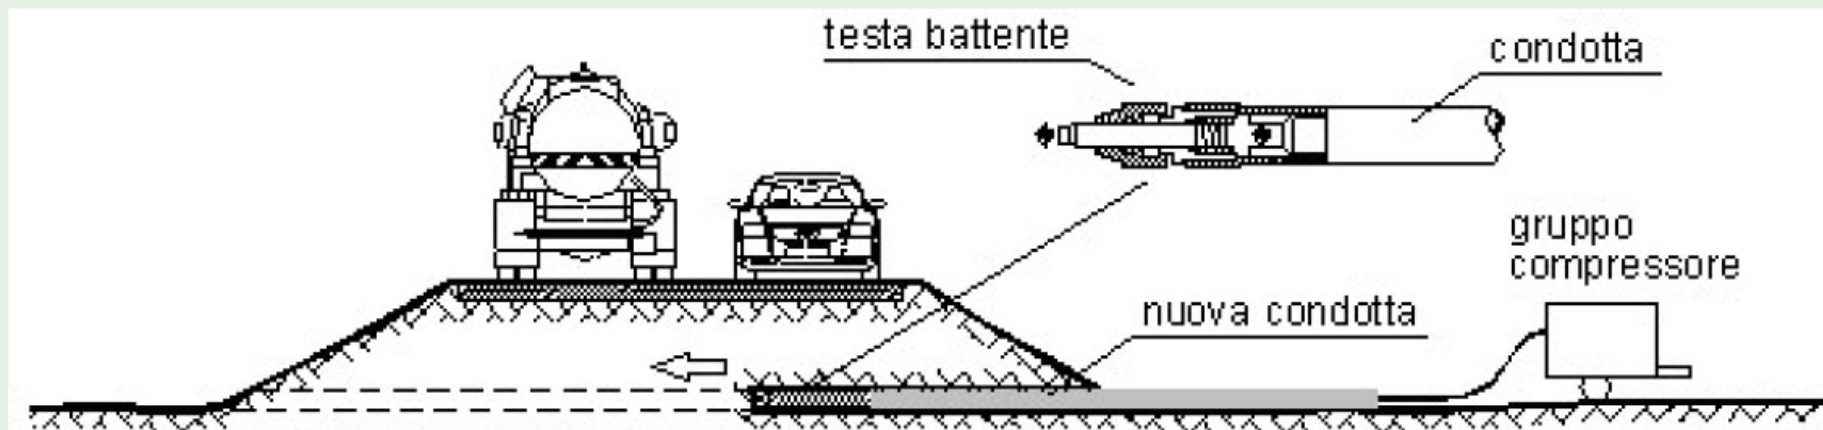 testa battente
condotta
gruppo
compressore
nuova condotta